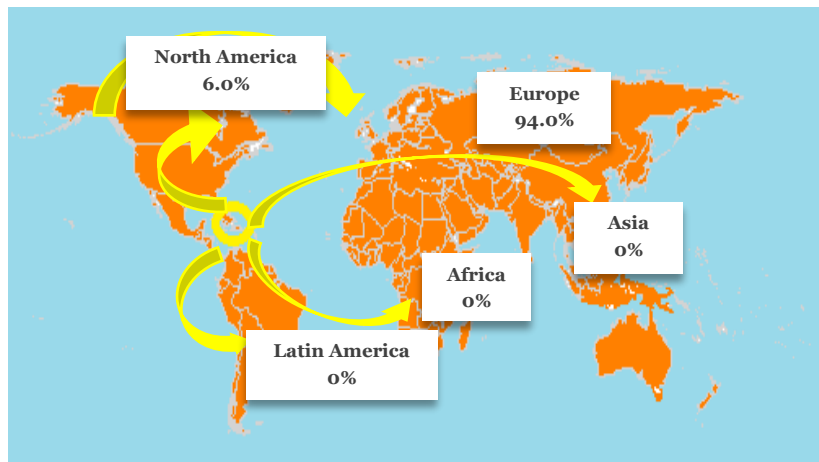 North America
6.0%
Europe
94.0%
Asia
0%
Africa
0%
Latin America
0%